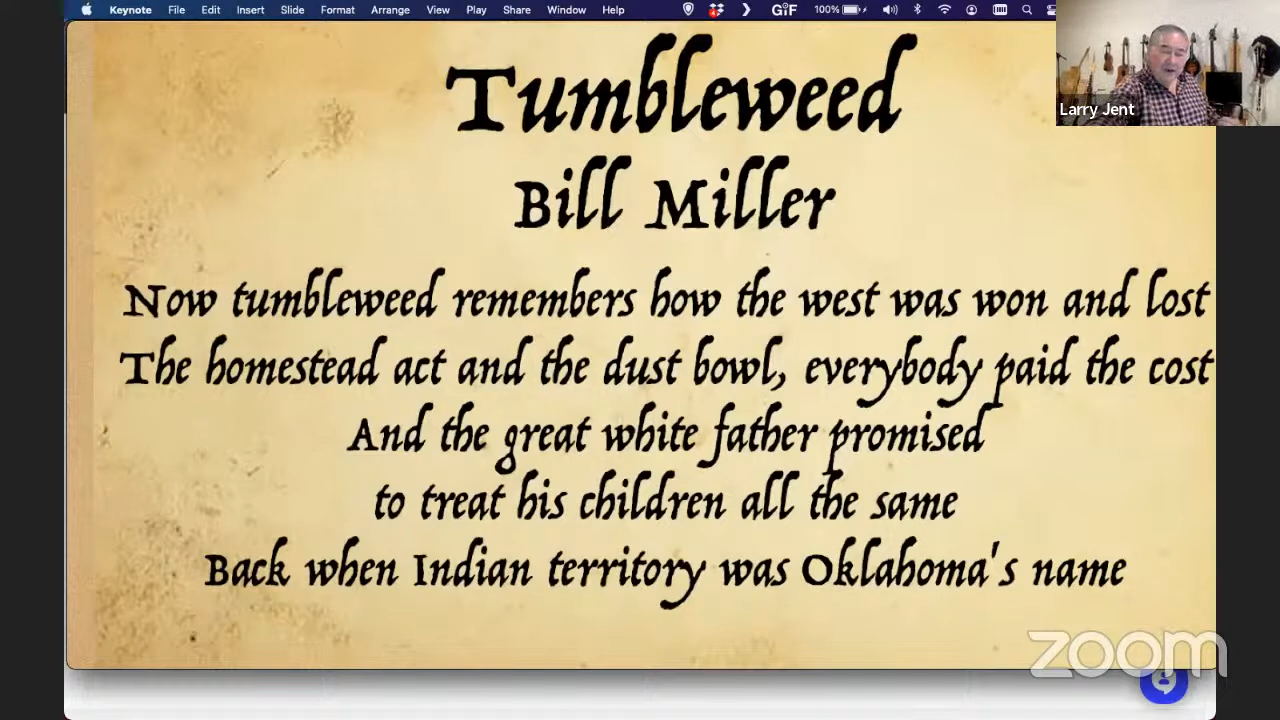 Keynote File Edit Insert Slide Format Arrange View Play Share Window Help GIF 100%
Larry Jent
Tumbleweed
Bill Miller
Now tumbleweed remembers how the west was won and lost
The homestead act and the dust bowl, everybody paid the cost
And the great white father promised
to treat his children all the same
Back when Indian territory was Oklahoma's name
zoom